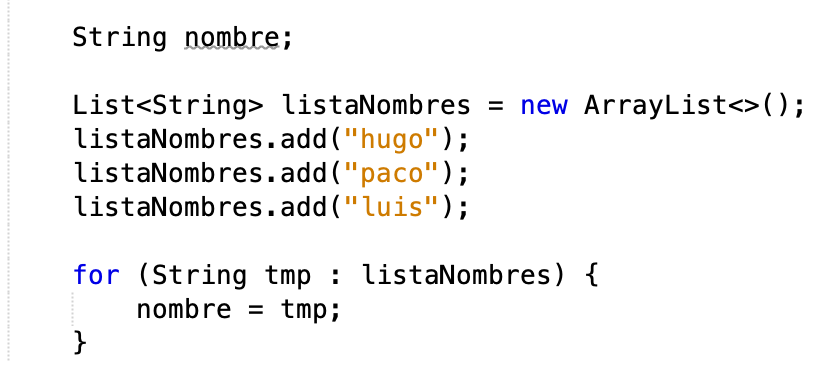 String nombre;
List<String> listaNombres = new ArrayList<>();
listaNombres.add("hugo");
listaNombres.add("paco");
listaNombres.add("luis");
for (String tmp : listaNombres) {
nombre = tmp;
}